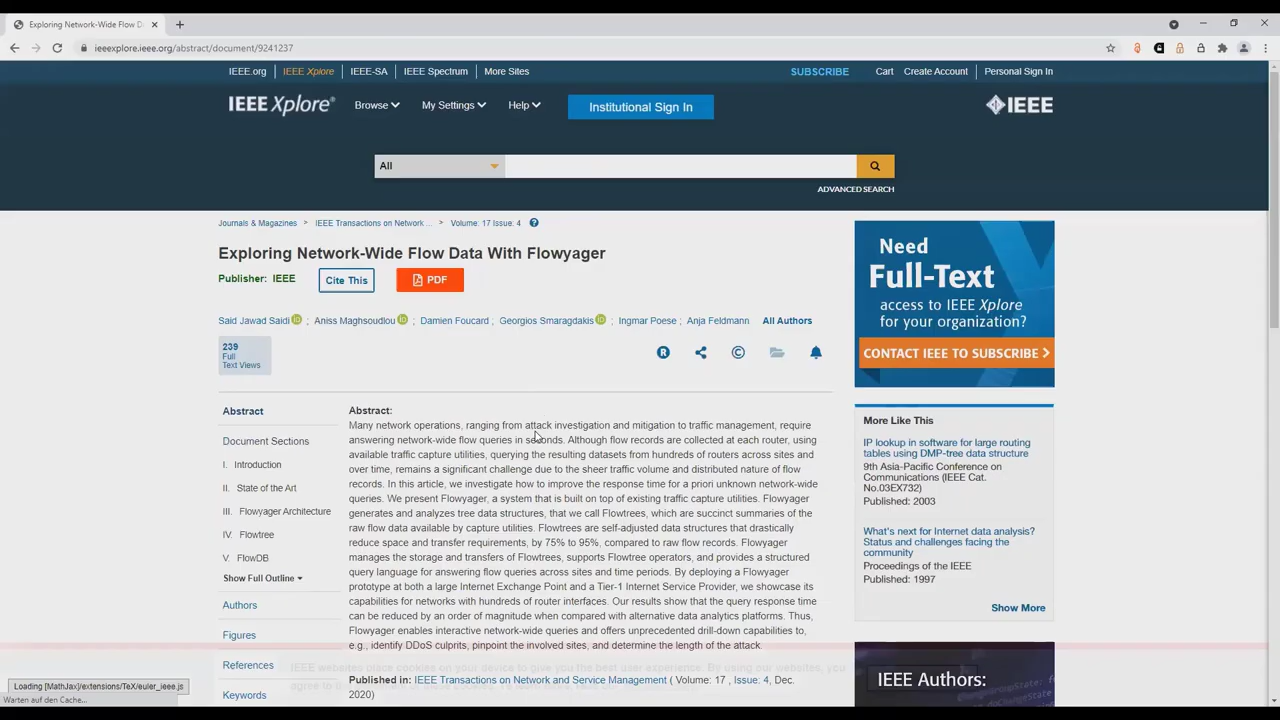 Exploring Network-Wide Flow D
ieeexplore.ieee.org/abstract/document/9241237
IEEE.org
IEEE Xplore
IEEE-SA
IEEE Spectrum
More Sites
SUBSCRIBE
Cart
Create Account
Personal Sign In
IEEE Xplore®
Browse
My Settings
Help
Institutional Sign In
IEEE
All
ADVANCED SEARCH
Journals & Magazines > IEEE Transactions on Network ... > Volume: 17 Issue: 4
Exploring Network-Wide Flow Data With Flowyager
Publisher: IEEE
Cite This
PDF
Said Jawad Saidi ; Aniss Maghsoudlou ; Damien Foucard ; Georgios Smaragdakis ; Ingmar Poese ; Anja Feldmann All Authors
239
Full
Text Views
Abstract
Document Sections
I. Introduction
II. State of the Art
III. Flowyager Architecture
IV. Flowtree
V. FlowDB
Show Full Outline
Authors
Figures
References
Keywords
Abstract:
Many network operations, ranging from attack investigation and mitigation to traffic management, require
answering network-wide flow queries in seconds. Although flow records are collected at each router, using
available traffic capture utilities, querying the resulting datasets from hundreds of routers across sites and
over time, remains a significant challenge due to the sheer traffic volume and distributed nature of flow
records. In this article, we investigate how to improve the response time for a priori unknown network-wide
queries. We present Flowyager, a system that is built on top of existing traffic capture utilities. Flowyager
generates and analyzes tree data structures, that we call Flowtrees, which are succinct summaries of the
raw flow data available by capture utilities. Flowtrees are self-adjusted data structures that drastically
reduce space and transfer requirements, by 75% to 95%, compared to raw flow records. Flowyager
manages the storage and transfers of Flowtrees, supports Flowtree operators, and provides a structured
query language for answering flow queries across sites and time periods. By deploying a Flowyager
prototype at both a large Internet Exchange Point and a Tier-1 Internet Service Provider, we showcase its
capabilities for networks with hundreds of router interfaces. Our results show that the query response time
can be reduced by an order of magnitude when compared with alternative data analytics platforms. Thus,
Flowyager enables interactive network-wide queries and offers unprecedented drill-down capabilities to,
e.g., identify DDoS culprits, pinpoint the involved sites, and determine the length of the attack.
IEEE websites place cookies on your device to give you the best user experience. By using our websites, you
Published in: IEEE Transactions on Network and Service Management ( Volume: 17 , Issue: 4, Dec.
2020)
Need
Full-Text
access to IEEE Xplore
for your organization?
CONTACT IEEE TO SUBSCRIBE
More Like This
IP lookup in software for large routing
tables using DMP-tree data structure
9th Asia-Pacific Conference on
Communications (IEEE Cat.
No.03EX732)
Published: 2003
What's next for Internet data analysis?
Status and challenges facing the
community
Proceedings of the IEEE
Published: 1997
Show More
IEEE Authors:
Loading [MathJax]/extensions/TeX/euler_ieee.js
Warten auf den Cache...